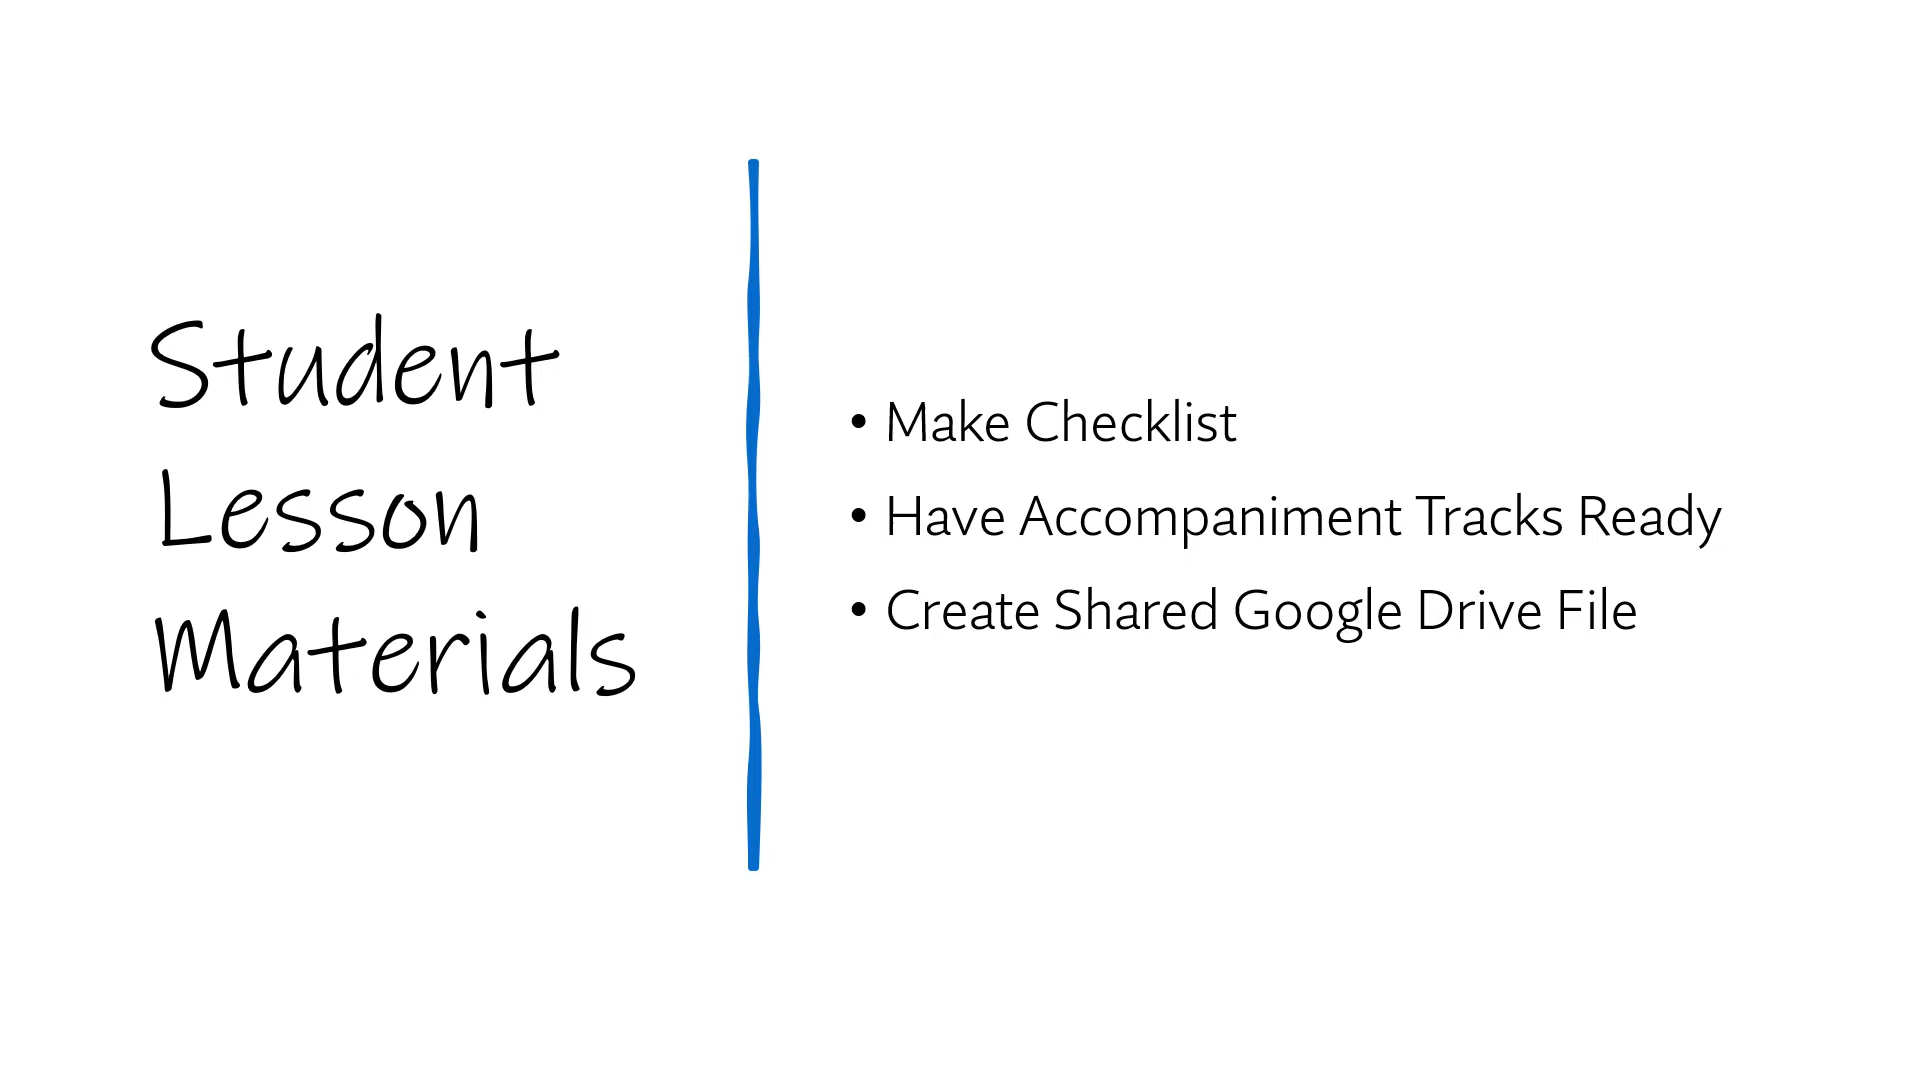 Student
Lesson
Materials
• Make Checklist
• Have Accompaniment Tracks Ready
• Create Shared Google Drive File